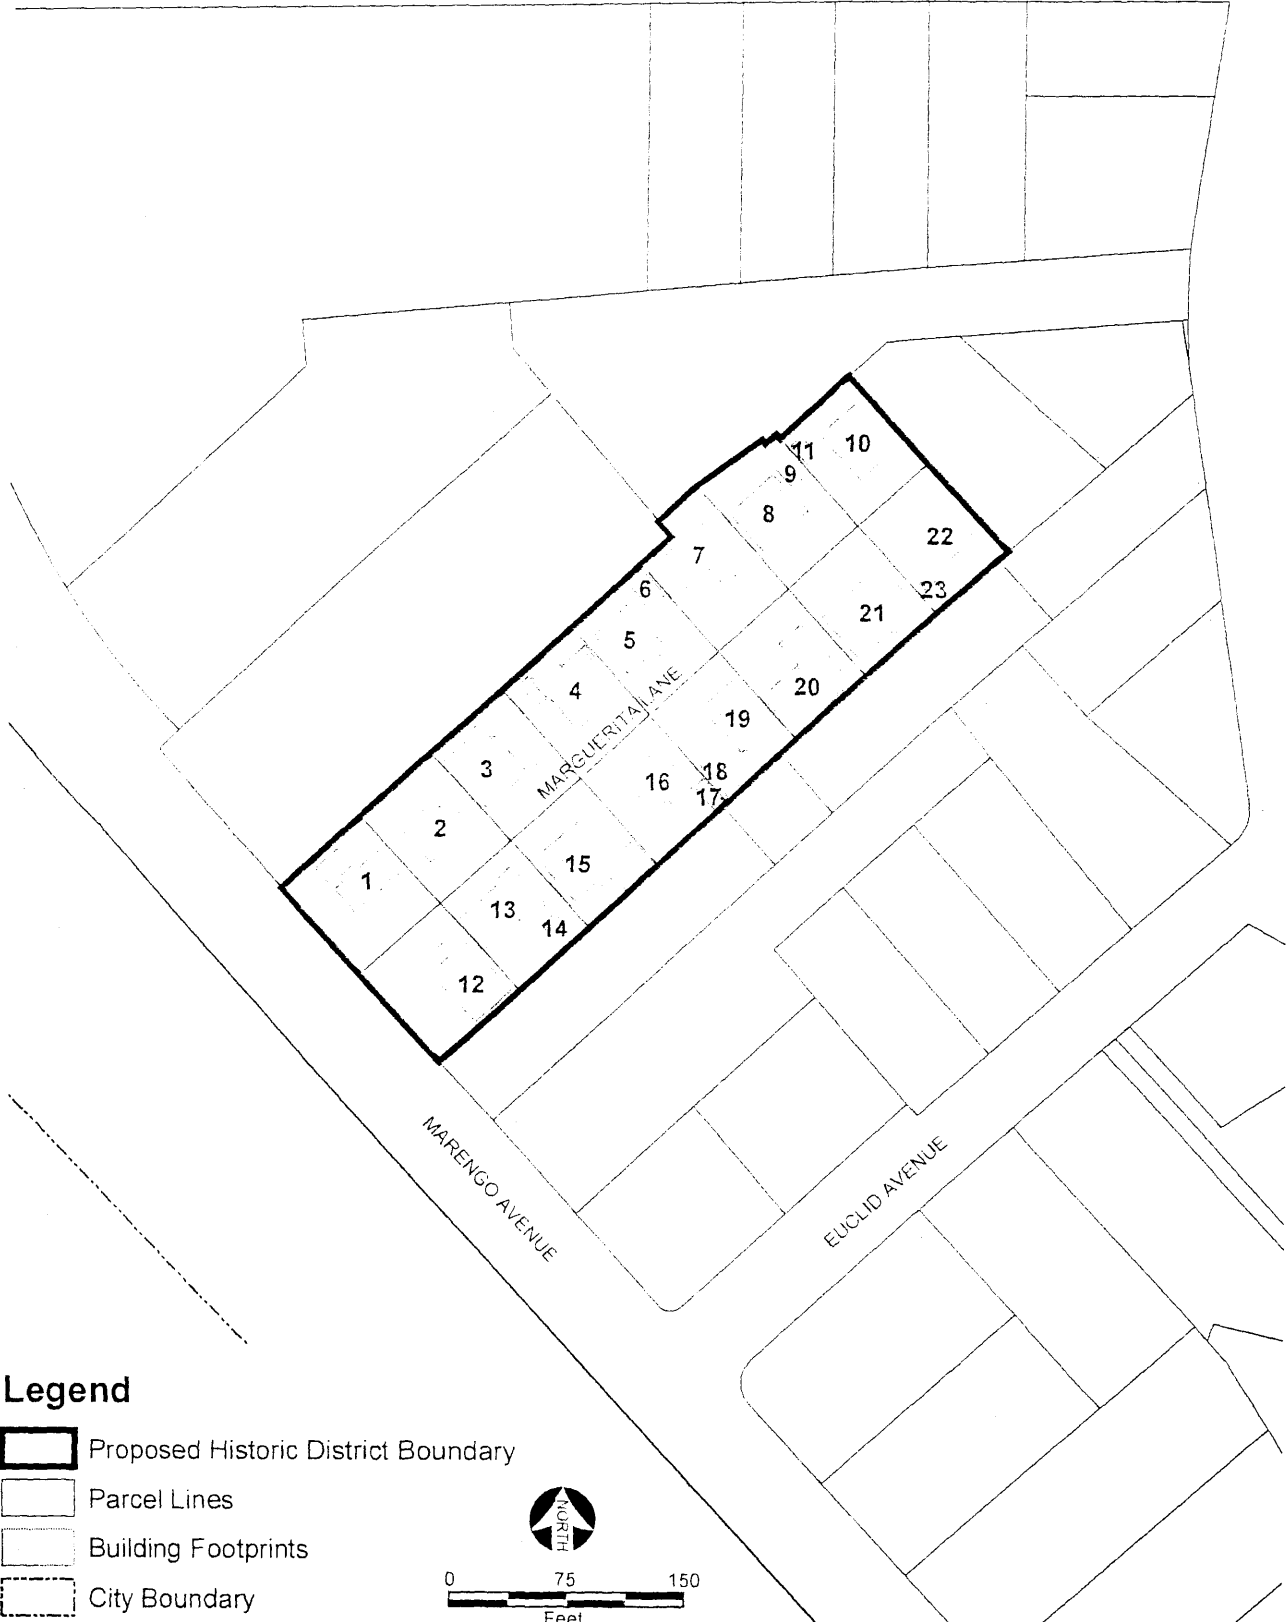 10
11
9
8
22
7
6
23
21
5
4
20
MARGUERITA LANE
19
3
18
16
17
2
15
1
13
14
12
MARENGO AVENUE
EUCLID AVENUE
Legend
Proposed Historic District Boundary
Parcel Lines
Building Footprints
City Boundary
NORTH
0 75 150
Feet